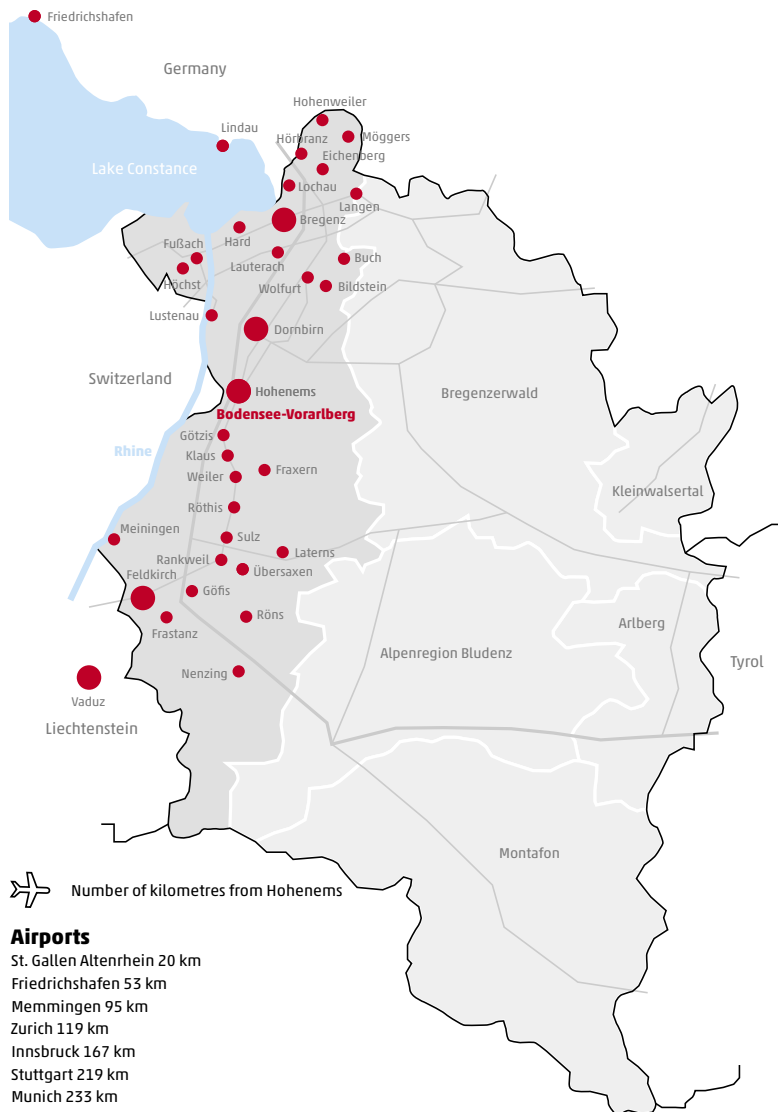 Friedrichshafen
Germany
Hohenweiler
Lindau
Hörbranz
Möggers
Eichenberg
Lake Constance
Lochau
Langen
Bregenz
Hard
Fußach
Lauterach
Buch
Höchst
Wolfurt
Bildstein
Lustenau
Dornbirn
Switzerland
Hohenems
Bregenzerwald
Bodensee-Vorarlberg
Götzis
Rhine
Klaus
Fraxern
Weiler
Kleinwalsertal
Röthis
Meiningen
Sulz
Laterns
Rankweil
Übersaxen
Feldkirch
Göfis
Röns
Frastanz
Arlberg
Alpenregion Bludenz
Tyrol
Nenzing
Vaduz
Liechtenstein
Montafon
Number of kilometres from Hohenems
Airports
St. Gallen Altenrhein 20 km
Friedrichshafen 53 km
Memmingen 95 km
Zurich 119 km
Innsbruck 167 km
Stuttgart 219 km
Munich 233 km